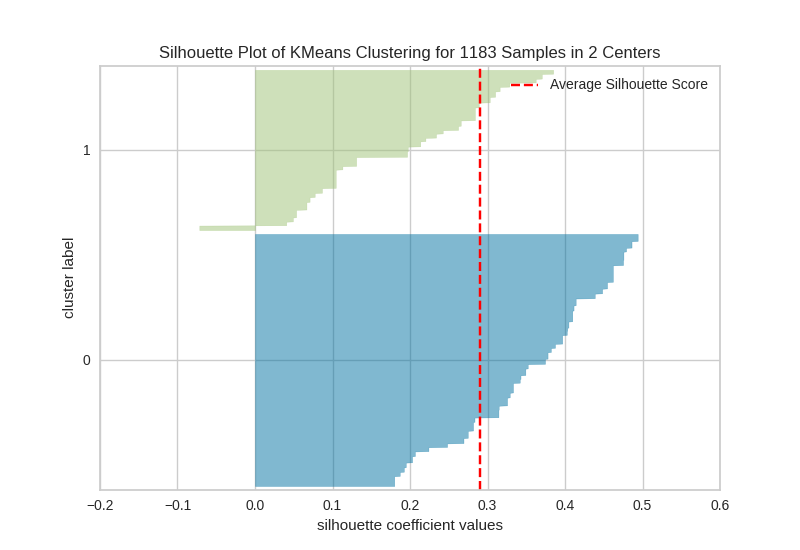 Silhouette Plot of KMeans Clustering for 1183 Samples in 2 Centers
Average Silhouette Score
1
cluster label
0
−0.2 −0.1 0.0 0.1 0.2 0.3 0.4 0.5 0.6
silhouette coefficient values